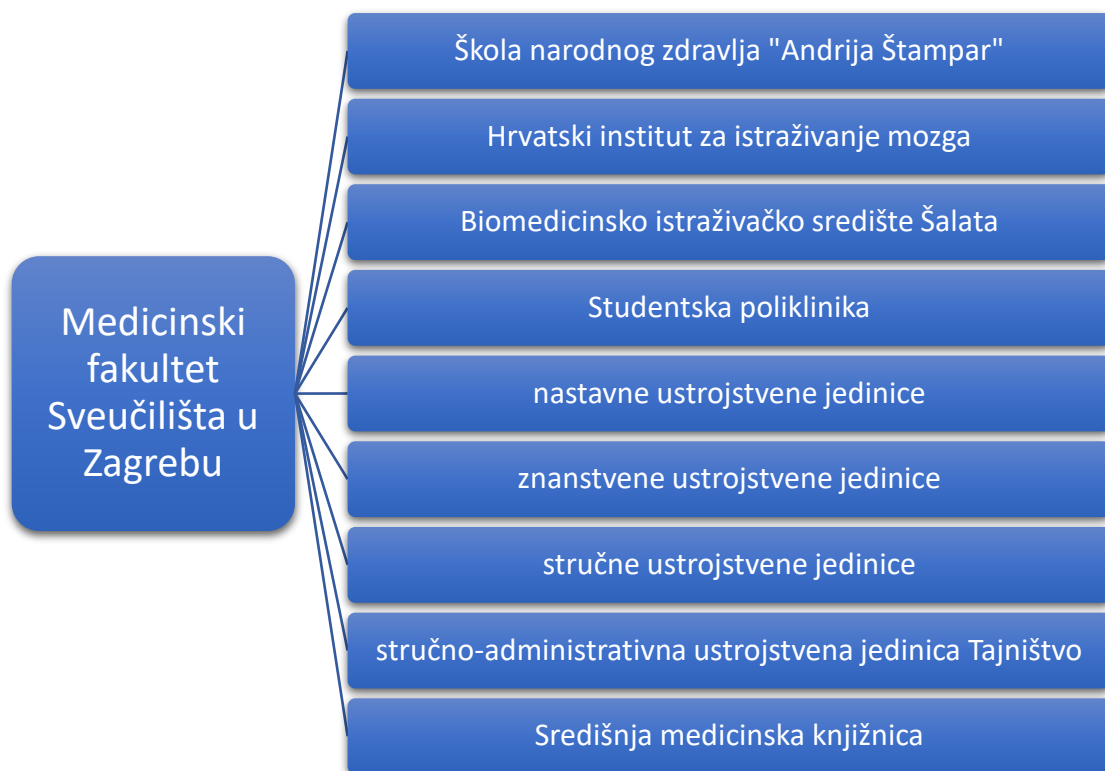 Škola narodnog zdravlja "Andrija Štampar"
Hrvatski institut za istraživanje mozga
Biomedicinsko istraživačko središte Šalata
Studentska poliklinika
Medicinski
fakultet
Sveučilišta u
Zagrebu
nastavne ustrojstvene jedinice
znanstvene ustrojstvene jedinice
stručne ustrojstvene jedinice
stručno-administrativna ustrojstvena jedinica Tajništvo
Središnja medicinska knjižnica